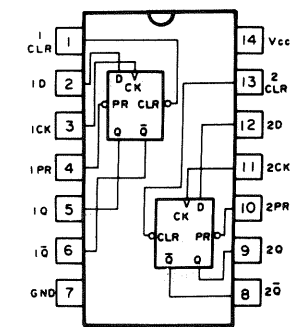 1
CLR
1
14
Vcc
1D
2
13
2
CLR
1CK
3
12
2D
1PR
4
11
2CK
1Q
5
10
2PR
1Q̅
6
9
2Q
GND
7
8
2Q̅
D
CK
PR
CLR
Q
Q̅
CK
D
CLR
PR
Q̅
Q